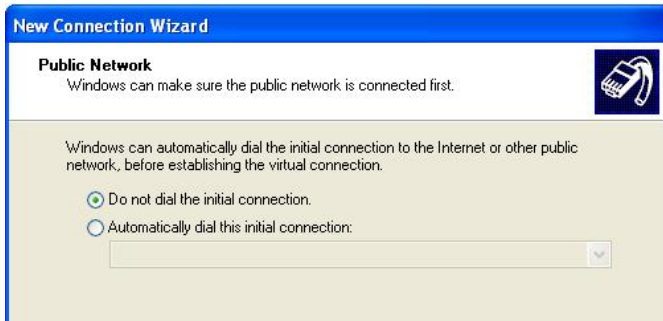 New Connection Wizard
Public Network
Windows can make sure the public network is connected first.
Windows can automatically dial the initial connection to the Internet or other public
network, before establishing the virtual connection.
Do not dial the initial connection.
Automatically dial this initial connection: